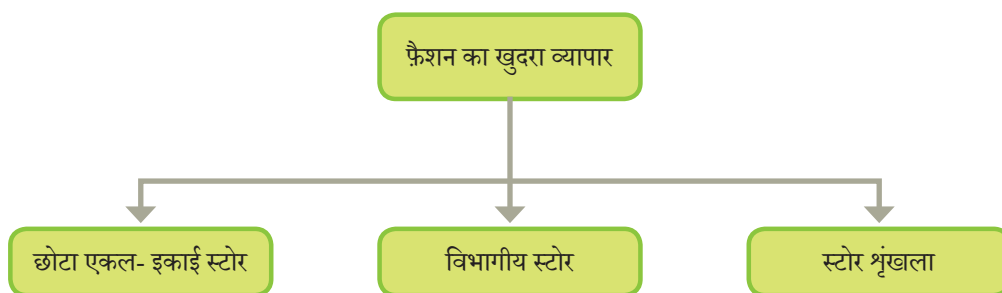 फ़ैशन का खुदरा व्यापार
छोटा एकल- इकाई स्टोर
विभागीय स्टोर
स्टोर शृंखला